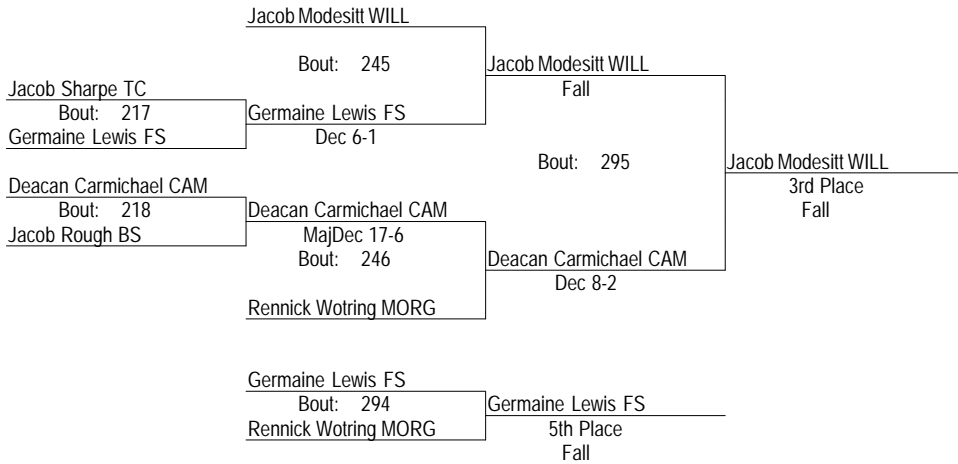 Jacob Modesitt WILL
Bout: 245
Jacob Modesitt WILL
Fall
Jacob Sharpe TC
Bout: 217
Germaine Lewis FS
Germaine Lewis FS
Dec 6-1
Bout: 295
Jacob Modesitt WILL
3rd Place
Fall
Deacan Carmichael CAM
Bout: 218
Jacob Rough BS
Deacan Carmichael CAM
MajDec 17-6
Bout: 246
Deacan Carmichael CAM
Dec 8-2
Rennick Wotring MORG
Germaine Lewis FS
Bout: 294
Rennick Wotring MORG
Germaine Lewis FS
5th Place
Fall